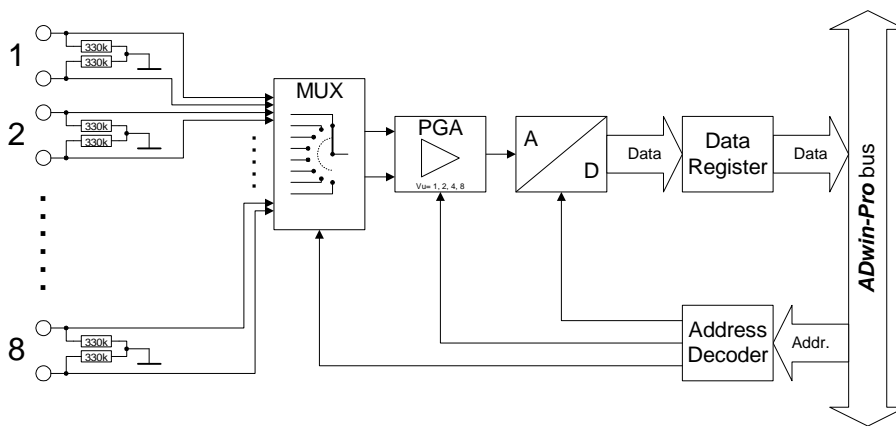 1
330k
330k
2
330k
330k
8
330k
330k
MUX
PGA
Vu= 1, 2, 4, 8
A
D
Data
Data
Register
Data
Address
Decoder
Addr.
ADwin-Pro bus